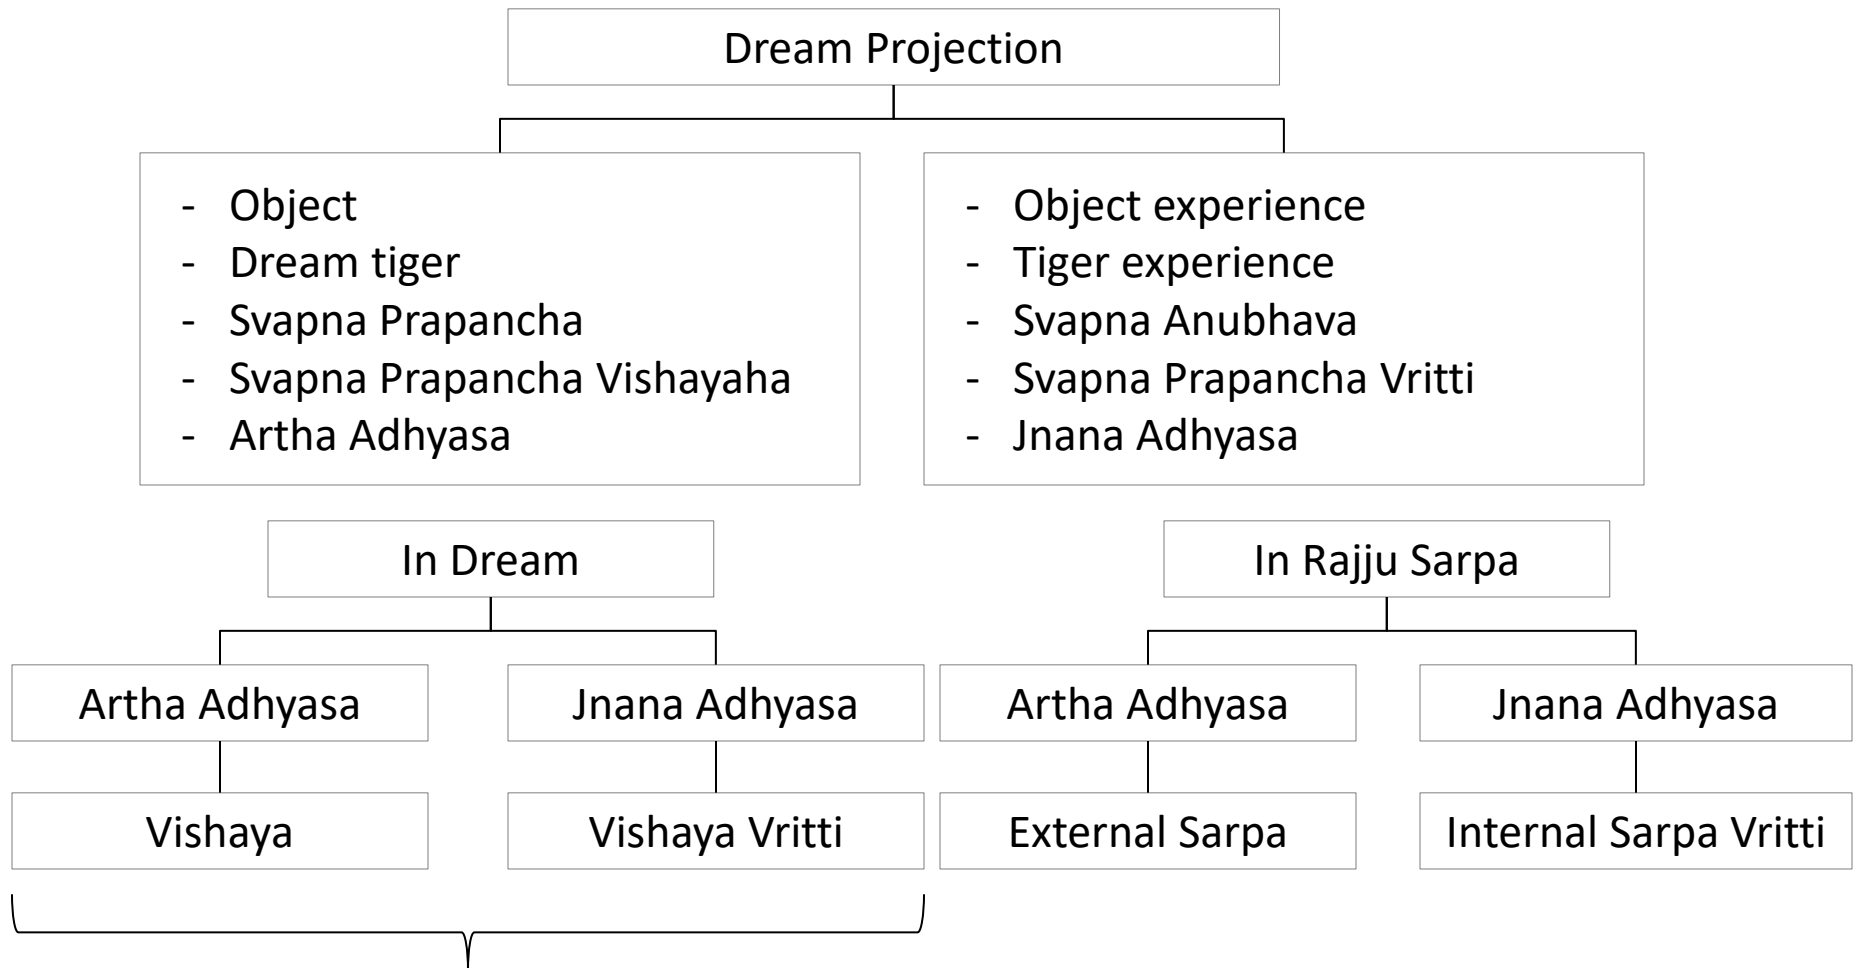 Dream Projection
- Object
- Dream tiger
- Svapna Prapancha
- Svapna Prapancha Vishayaha
- Artha Adhyasa
- Object experience
- Tiger experience
- Svapna Anubhava
- Svapna Prapancha Vritti
- Jnana Adhyasa
In Dream
In Rajju Sarpa
Artha Adhyasa
Jnana Adhyasa
Artha Adhyasa
Jnana Adhyasa
Vishaya
Vishaya Vritti
External Sarpa
Internal Sarpa Vritti